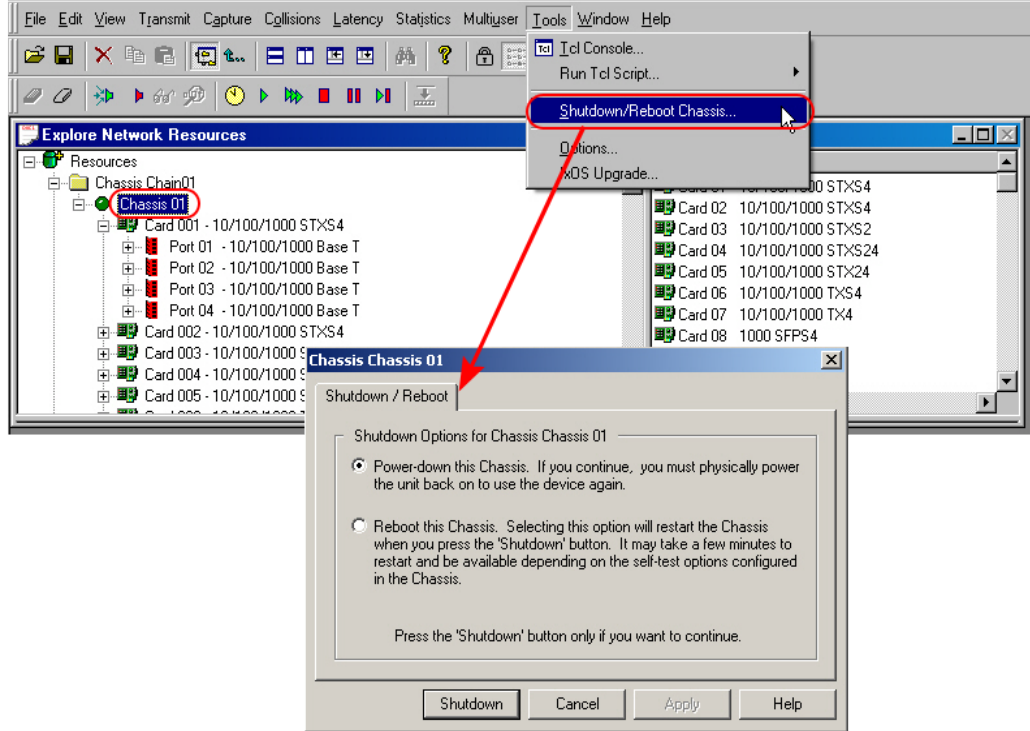 File Edit View Transmit Capture Collisions Latency Statistics Multiuser Tools Window Help
Tcl Tcl Console...
Run Tcl Script...
Shutdown/Reboot Chassis...
Options...
IxOS Upgrade...
Explore Network Resources
Resources
Chassis Chain01
Chassis 01
Card 001 - 10/100/1000 STXS4
Port 01 - 10/100/1000 Base T
Port 02 - 10/100/1000 Base T
Port 03 - 10/100/1000 Base T
Port 04 - 10/100/1000 Base T
Card 002 - 10/100/1000 STXS4
Card 003 - 10/100/1000
Card 004 - 10/100/1000
Card 005 - 10/100/1000
STXS4
Card 02 10/100/1000 STXS4
Card 03 10/100/1000 STXS2
Card 04 10/100/1000 STXS24
Card 05 10/100/1000 STX24
Card 06 10/100/1000 TXS4
Card 07 10/100/1000 TX4
Card 08 1000 SFPS4
Chassis Chassis 01
Shutdown / Reboot
Shutdown Options for Chassis Chassis 01
Power-down this Chassis. If you continue, you must physically power
the unit back on to use the device again.
Reboot this Chassis. Selecting this option will restart the Chassis
when you press the 'Shutdown' button. It may take a few minutes to
restart and be available depending on the self-test options configured
in the Chassis.
Press the 'Shutdown' button only if you want to continue.
Shutdown Cancel Apply Help